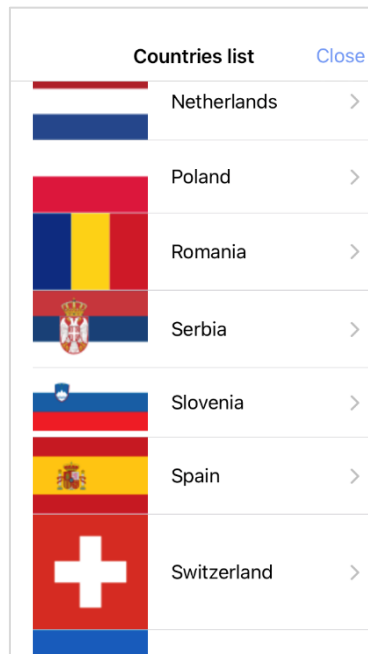 Countries list
Close
Netherlands
Poland
Romania
Serbia
Slovenia
Spain
Switzerland